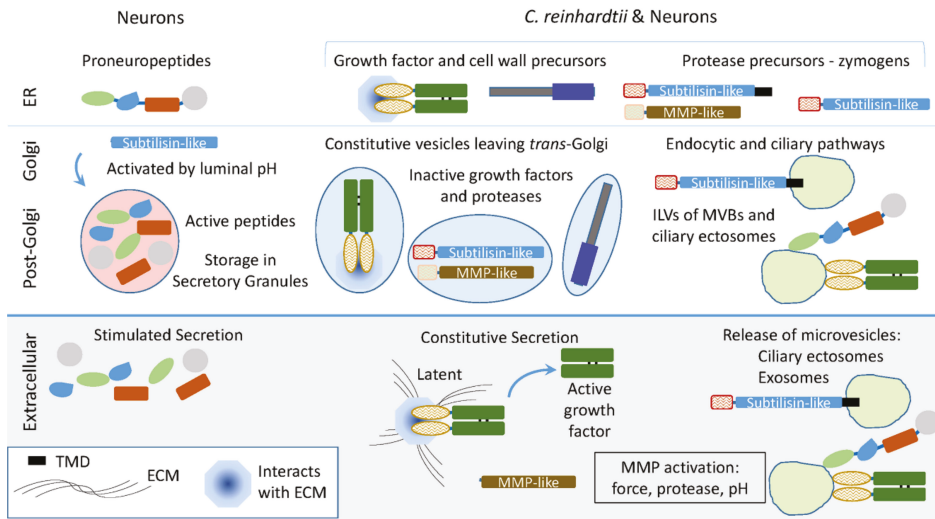 Neurons
C. reinhardtii & Neurons
Proneuropeptides
Growth factor and cell wall precursors
Protease precursors - zymogens
ER
Subtilisin-like
MMP-like
Subtilisin-like
Golgi
Subtilisin-like
Activated by luminal pH
Constitutive vesicles leaving trans-Golgi
Endocytic and ciliary pathways
Inactive growth factors
and proteases
Subtilisin-like
Post-Golgi
Active peptides
Storage in
Secretory Granules
Subtilisin-like
MMP-like
ILVs of MVBs and
ciliary ectosomes
Extracellular
Stimulated Secretion
Constitutive Secretion
Release of microvesicles:
Ciliary ectosomes
Exosomes
Latent
Active
growth
factor
Subtilisin-like
TMD
ECM
Interacts
with ECM
MMP-like
MMP activation:
force, protease, pH